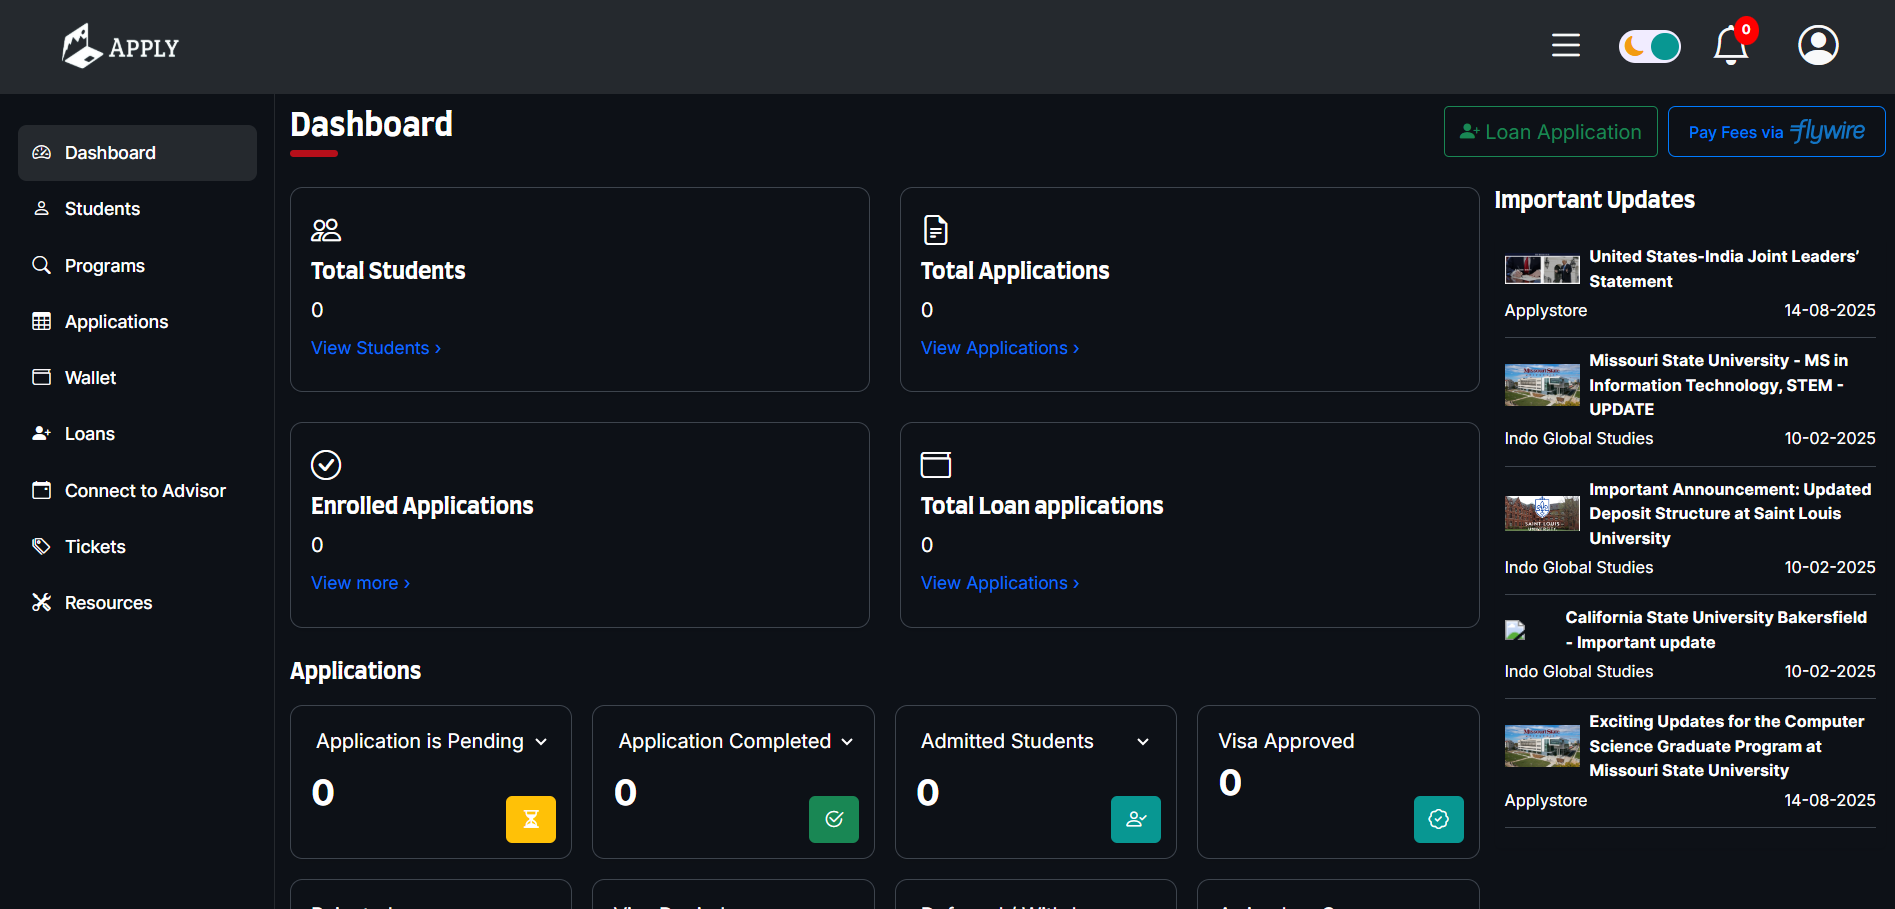 APPLY
0
Dashboard
Students
Programs
Applications
Wallet
Loans
Connect to Advisor
Tickets
Resources
Dashboard
Loan Application
Pay Fees via flywire
Total Students
0
View Students ›
Total Applications
0
View Applications ›
Enrolled Applications
0
View more ›
Total Loan applications
0
View Applications ›
Applications
Application is Pending
0
Application Completed
0
Admitted Students
0
Visa Approved
0
Important Updates
United States-India Joint Leaders’
Statement
Applystore 14-08-2025
Missouri State University - MS in
Information Technology, STEM -
UPDATE
Indo Global Studies 10-02-2025
Important Announcement: Updated
Deposit Structure at Saint Louis
University
SAINT LOUIS
Indo Global Studies 10-02-2025
California State University Bakersfield
- Important update
Indo Global Studies 10-02-2025
Exciting Updates for the Computer
Science Graduate Program at
Missouri State University
Applystore 14-08-2025